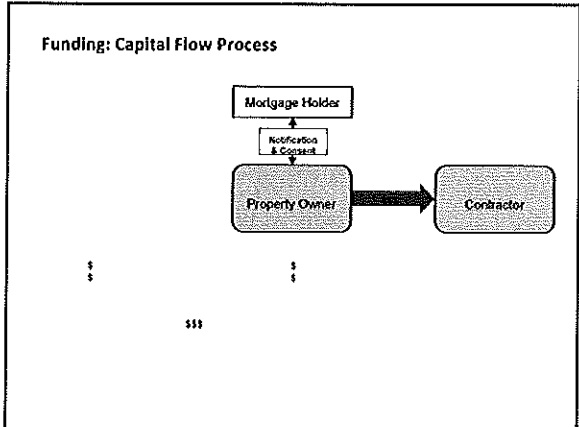 Funding: Capital Flow Process
Mortgage Holder
Notification
& Consent
Property Owner
Contractor
$ $
$ $
$$$